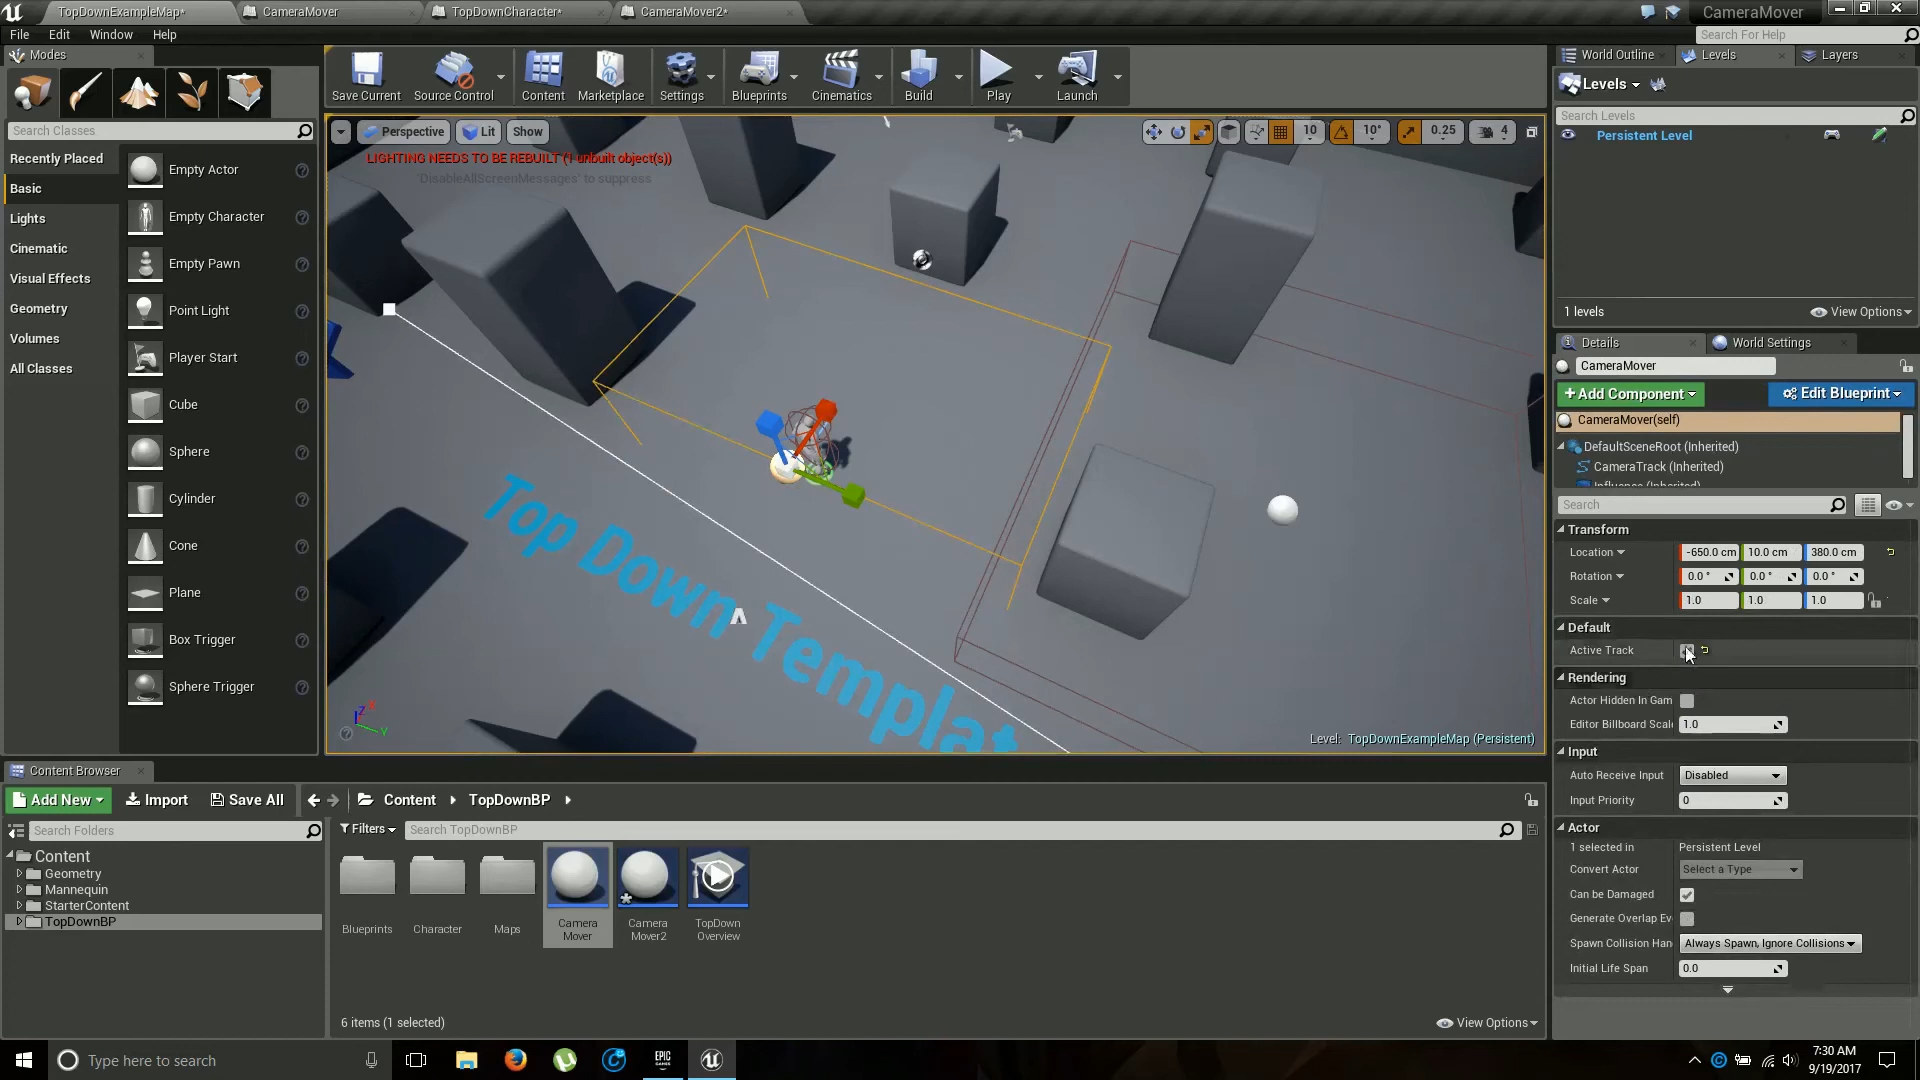 TopDownExampleMap*
CameraMover
TopDownCharacter*
CameraMover2*
CameraMover
File Edit Window Help
Search For Help
Modes
Search Classes
Recently Placed
Basic
Lights
Cinematic
Visual Effects
Geometry
Volumes
All Classes
Empty Actor
Empty Character
Empty Pawn
Point Light
Player Start
Cube
Sphere
Cylinder
Cone
Plane
Box Trigger
Sphere Trigger
Save Current
Source Control
Content
Marketplace
Settings
Blueprints
Cinematics
Build
Play
Launch
Perspective Lit Show
10 10° 0.25 4
LIGHTING NEEDS TO BE REBUILT (1 unbuilt object(s))
'DisableAllScreenMessages' to suppress
Top Down Templat
Level: TopDownExampleMap (Persistent)
World Outline Levels Layers
Levels
Search Levels
Persistent Level
1 levels
View Options
Details World Settings
CameraMover
+Add Component Edit Blueprint
CameraMover(self)
DefaultSceneRoot (Inherited)
CameraTrack (Inherited)
Influence (Inherited)
Search
Transform
Location -650.0 cm 10.0 cm 380.0 cm
Rotation 0.0 ° 0.0 ° 0.0 °
Scale 1.0 1.0 1.0
Default
Active Track
Rendering
Actor Hidden In Gam
Editor Billboard Scale 1.0
Input
Auto Receive Input Disabled
Input Priority 0
Actor
1 selected in Persistent Level
Convert Actor Select a Type
Can be Damaged
Generate Overlap Eve
Spawn Collision Han Always Spawn, Ignore Collisions
Initial Life Span 0.0
Content Browser
Add New Import Save All Content TopDownBP
Search Folders
Filters Search TopDownBP
Content
Geometry
Mannequin
StarterContent
TopDownBP
Blueprints
Character
Maps
Camera Mover
Camera Mover2
TopDown Overview
6 items (1 selected)
View Options
Type here to search
EPIC GAMES
7:30 AM
9/19/2017